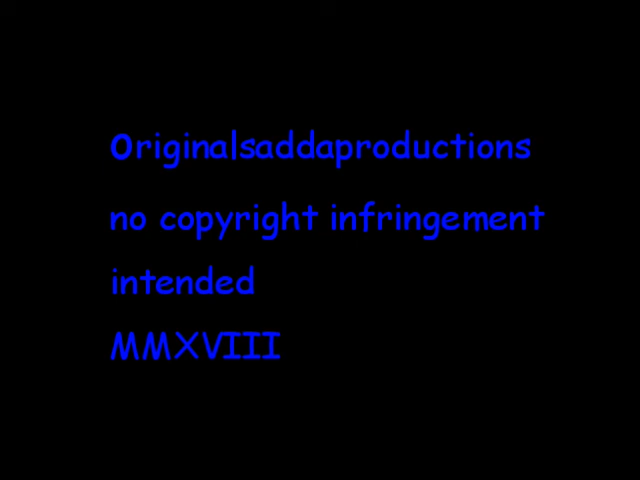 Originalsaddaproductions
no copyright infringement
intended
MMXVIII